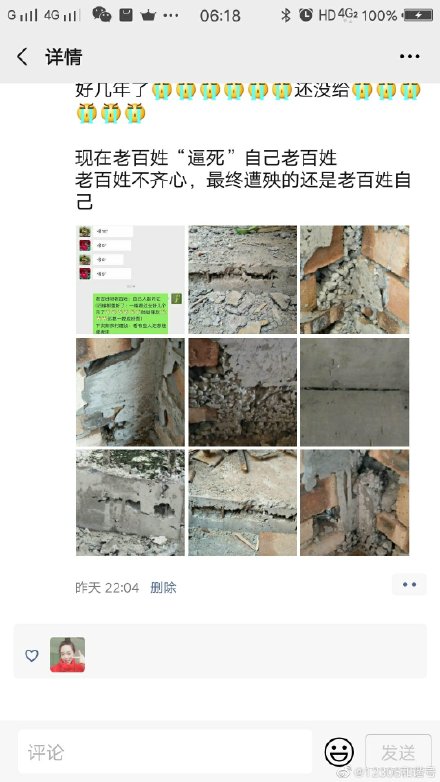 4G 06:18 HD 4G2 100%
详情
好几年了😭😭😭😭😭😭还没给😭😭😭
😭😭😭
现在老百姓“逼死”自己老百姓
老百姓不齐心，最终遭殃的还是老百姓自
己
昨天 22:04 删除
评论
发送
@12306和谐号